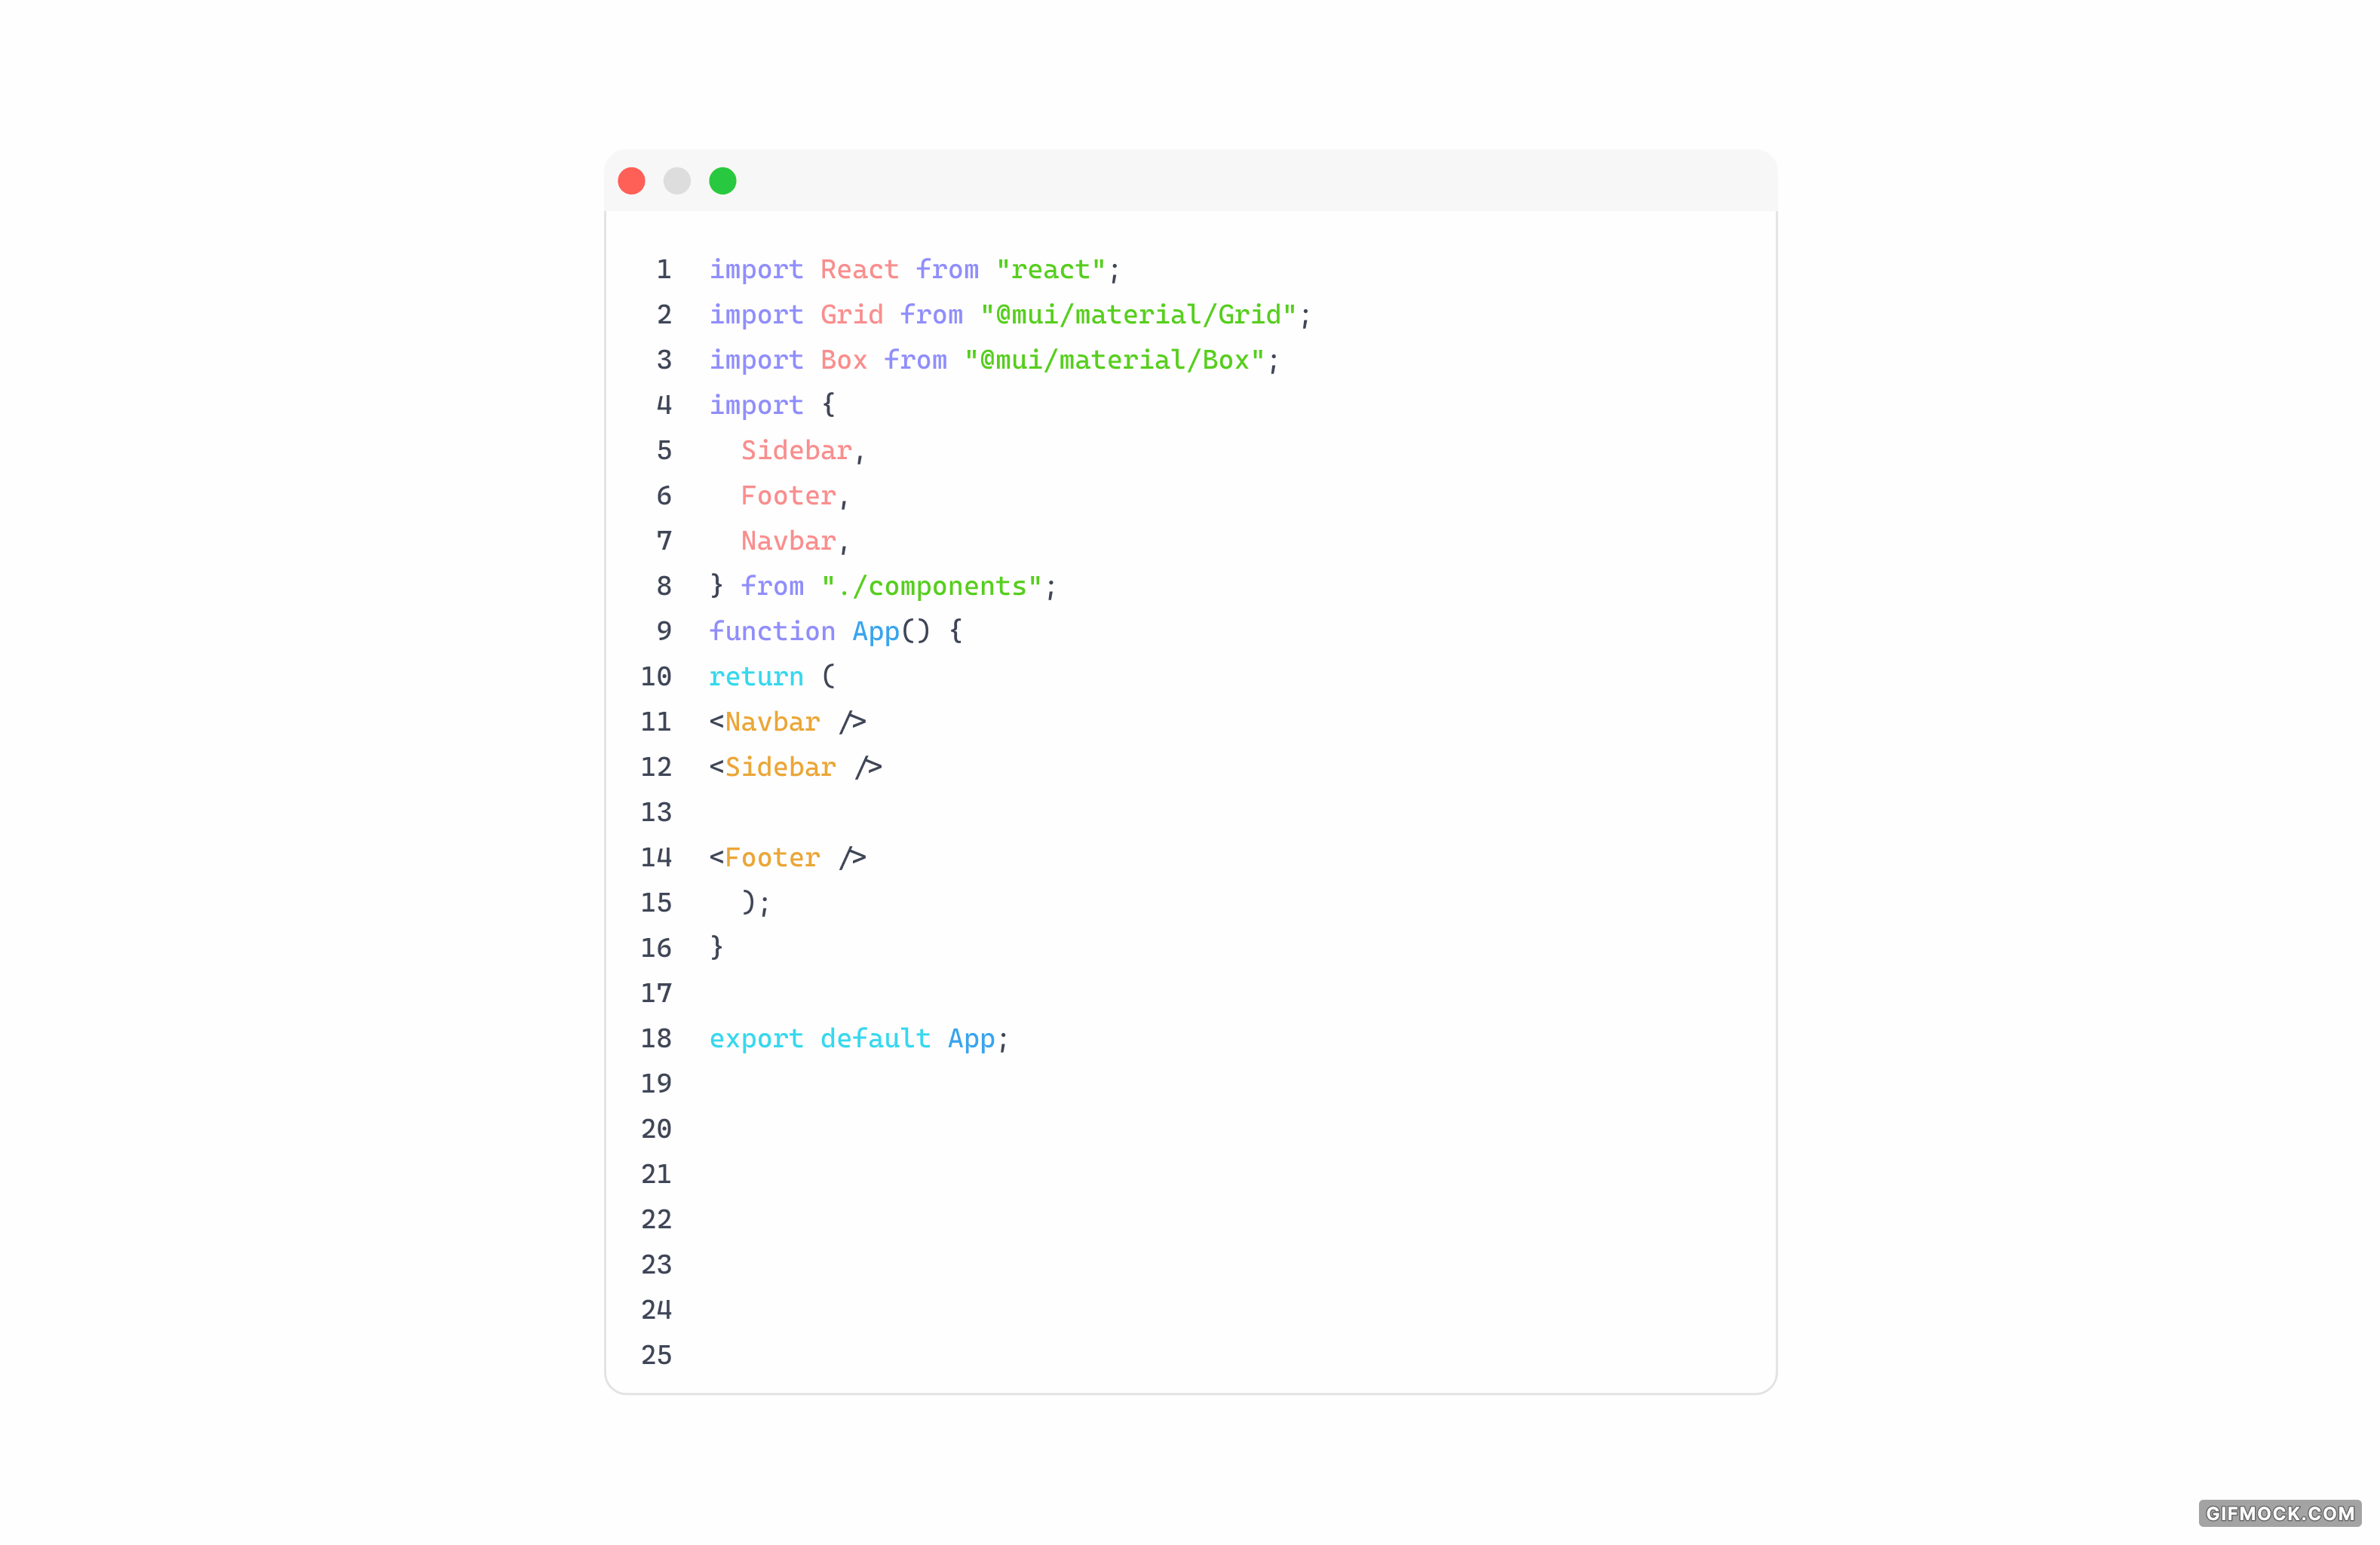 1 import React from "react";
2 import Grid from "@mui/material/Grid";
3 import Box from "@mui/material/Box";
4 import {
5   Sidebar,
6   Footer,
7   Navbar,
8 } from "./components";
9 function App() {
10 return (
11 <Navbar />
12 <Sidebar />
13
14 <Footer />
15   );
16 }
17
18 export default App;
19
20
21
22
23
24
25
GIFMOCK.COM